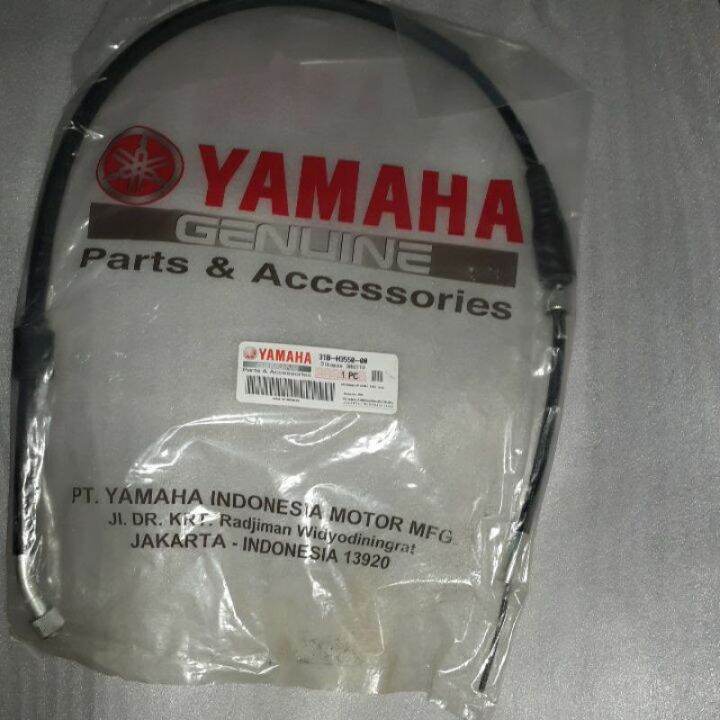 YAMAHA
GENUINE
Parts & Accessories
YAMAHA
GENUINE
Parts & Accessories
1 PC
PT. YAMAHA INDONESIA MOTOR MFG.
Jl. DR. KRT. Radjiman Widyodiningrat
JAKARTA - INDONESIA 13920